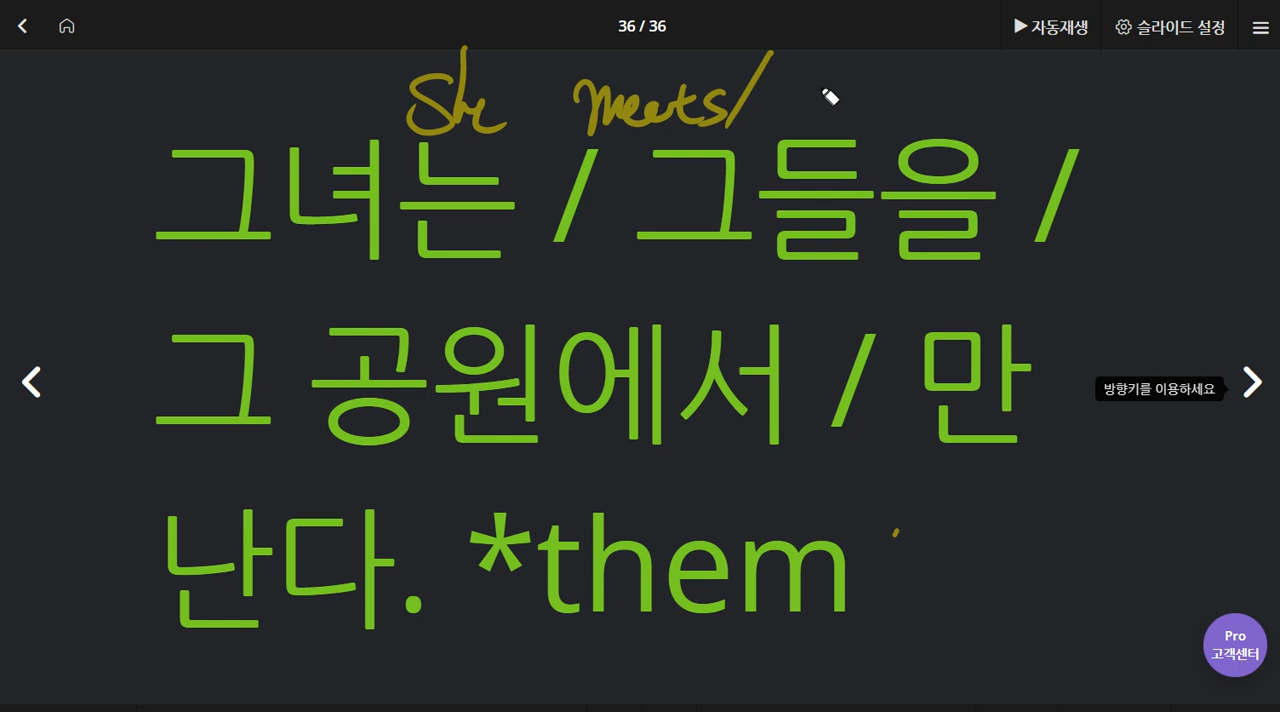 36 / 36
자동재생
슬라이드 설정
She meets/
그녀는 / 그들을 /
그 공원에서 / 만
방향키를 이용하세요
난다. *them
Pro
고객센터